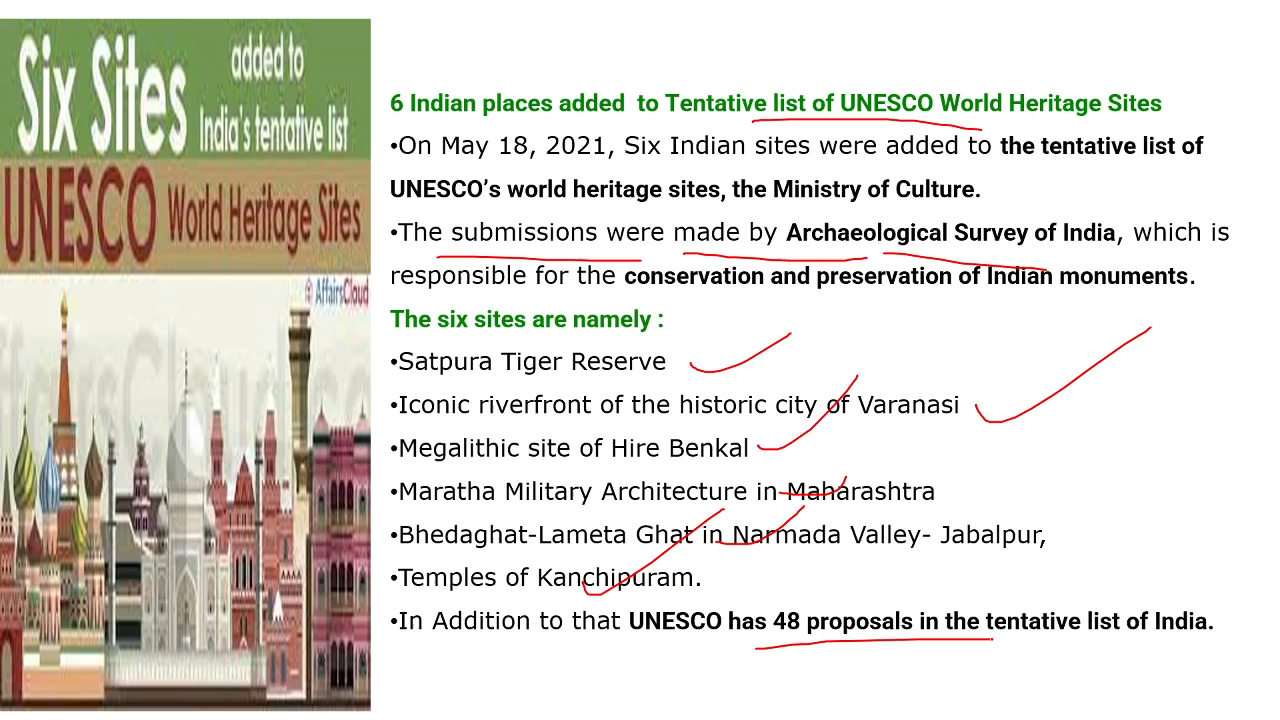 Six Sites added to
India's tentative list
UNESCO World Heritage Sites
AffairsCloud
6 Indian places added to Tentative list of UNESCO World Heritage Sites
•On May 18, 2021, Six Indian sites were added to the tentative list of
UNESCO's world heritage sites, the Ministry of Culture.
•The submissions were made by Archaeological Survey of India, which is
responsible for the conservation and preservation of Indian monuments.
The six sites are namely :
•Satpura Tiger Reserve
•Iconic riverfront of the historic city of Varanasi
•Megalithic site of Hire Benkal
•Maratha Military Architecture in Maharashtra
•Bhedaghat-Lameta Ghat in Narmada Valley- Jabalpur,
•Temples of Kanchipuram.
•In Addition to that UNESCO has 48 proposals in the tentative list of India.